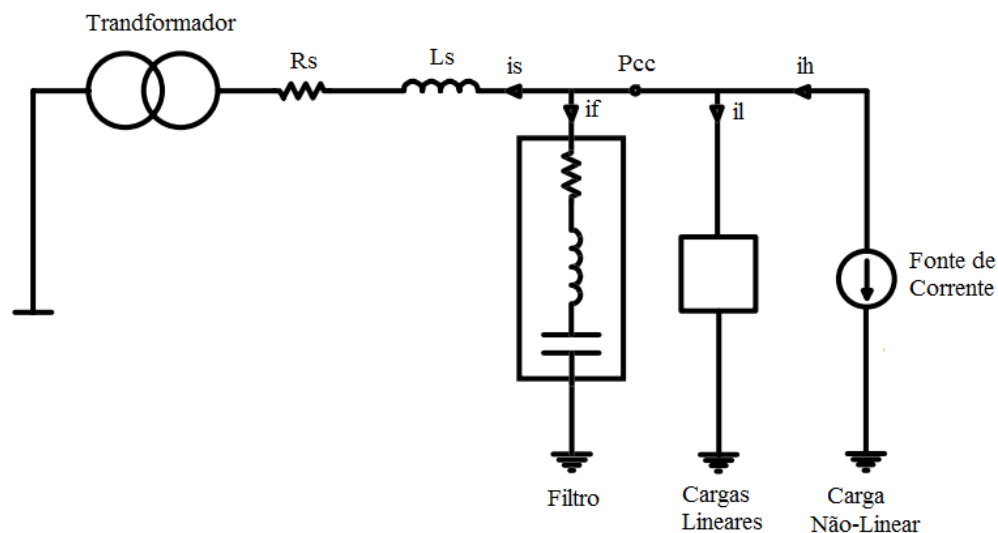 Trandformador
Rs
Ls
is
Pcc
ih
if
il
Fonte de
Corrente
Filtro
Cargas
Lineares
Carga
Não-Linear